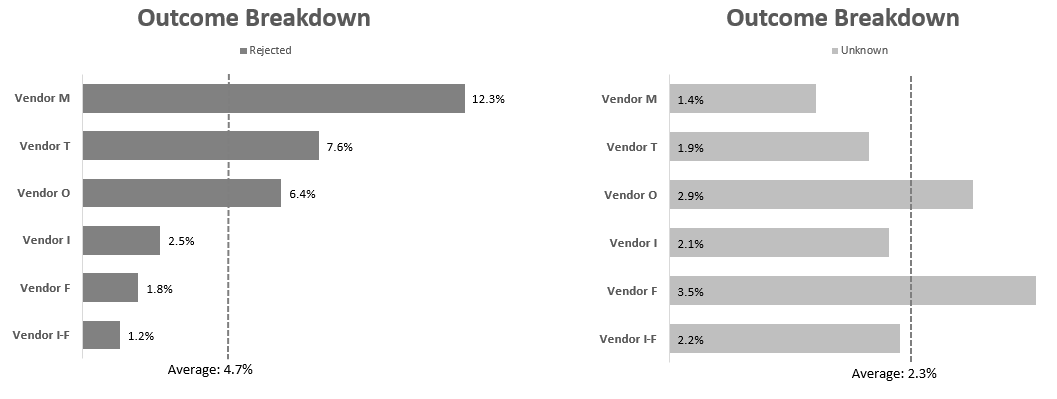 Outcome Breakdown
Rejected
Vendor M 12.3%
Vendor T 7.6%
Vendor O 6.4%
Vendor I 2.5%
Vendor F 1.8%
Vendor I-F 1.2%
Average: 4.7%
Outcome Breakdown
Unknown
Vendor M 1.4%
Vendor T 1.9%
Vendor O 2.9%
Vendor I 2.1%
Vendor F 3.5%
Vendor I-F 2.2%
Average: 2.3%